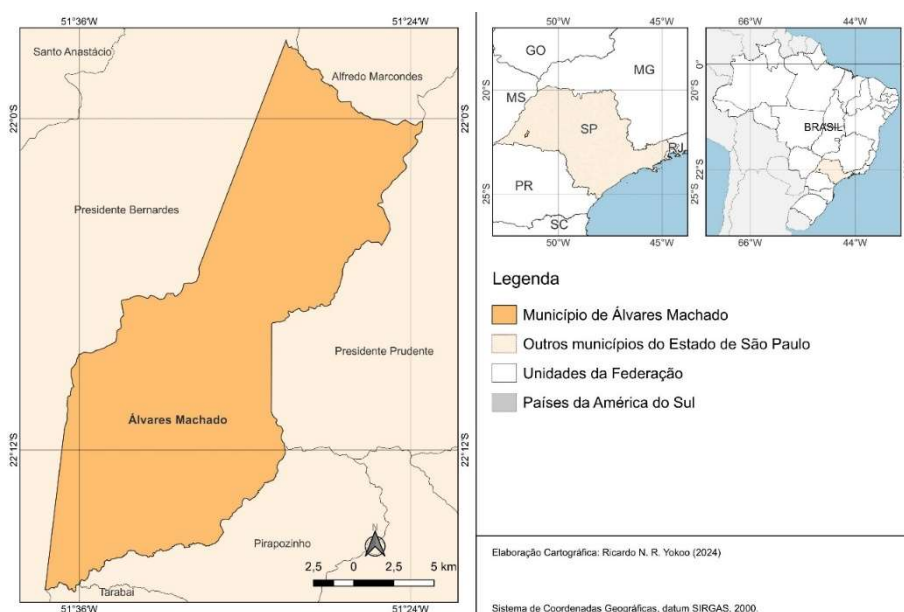 51°36'W
51°24'W
Santo Anastácio
Alfredo Marcondes
22°0'S
22°0'S
Presidente Bernardes
Presidente Prudente
Álvares Machado
22°12'S
22°12'S
Pirapozinho
N
2,5 0 2,5 5 km
Tarabai
51°36'W
51°24'W
50°W
45°W
GO
MG
20°S
20°S
MS
SP
RJ
PR
25°S
25°S
SC
50°W
45°W
66°W
44°W
0°
0°
BRASIL
22°S
22°S
66°W
44°W
Legenda
Município de Álvares Machado
Outros municípios do Estado de São Paulo
Unidades da Federação
Países da América do Sul
Elaboração Cartográfica: Ricardo N. R. Yokoo (2024)
Sistema de Coordenadas Geográficas, datum SIRGAS, 2000.